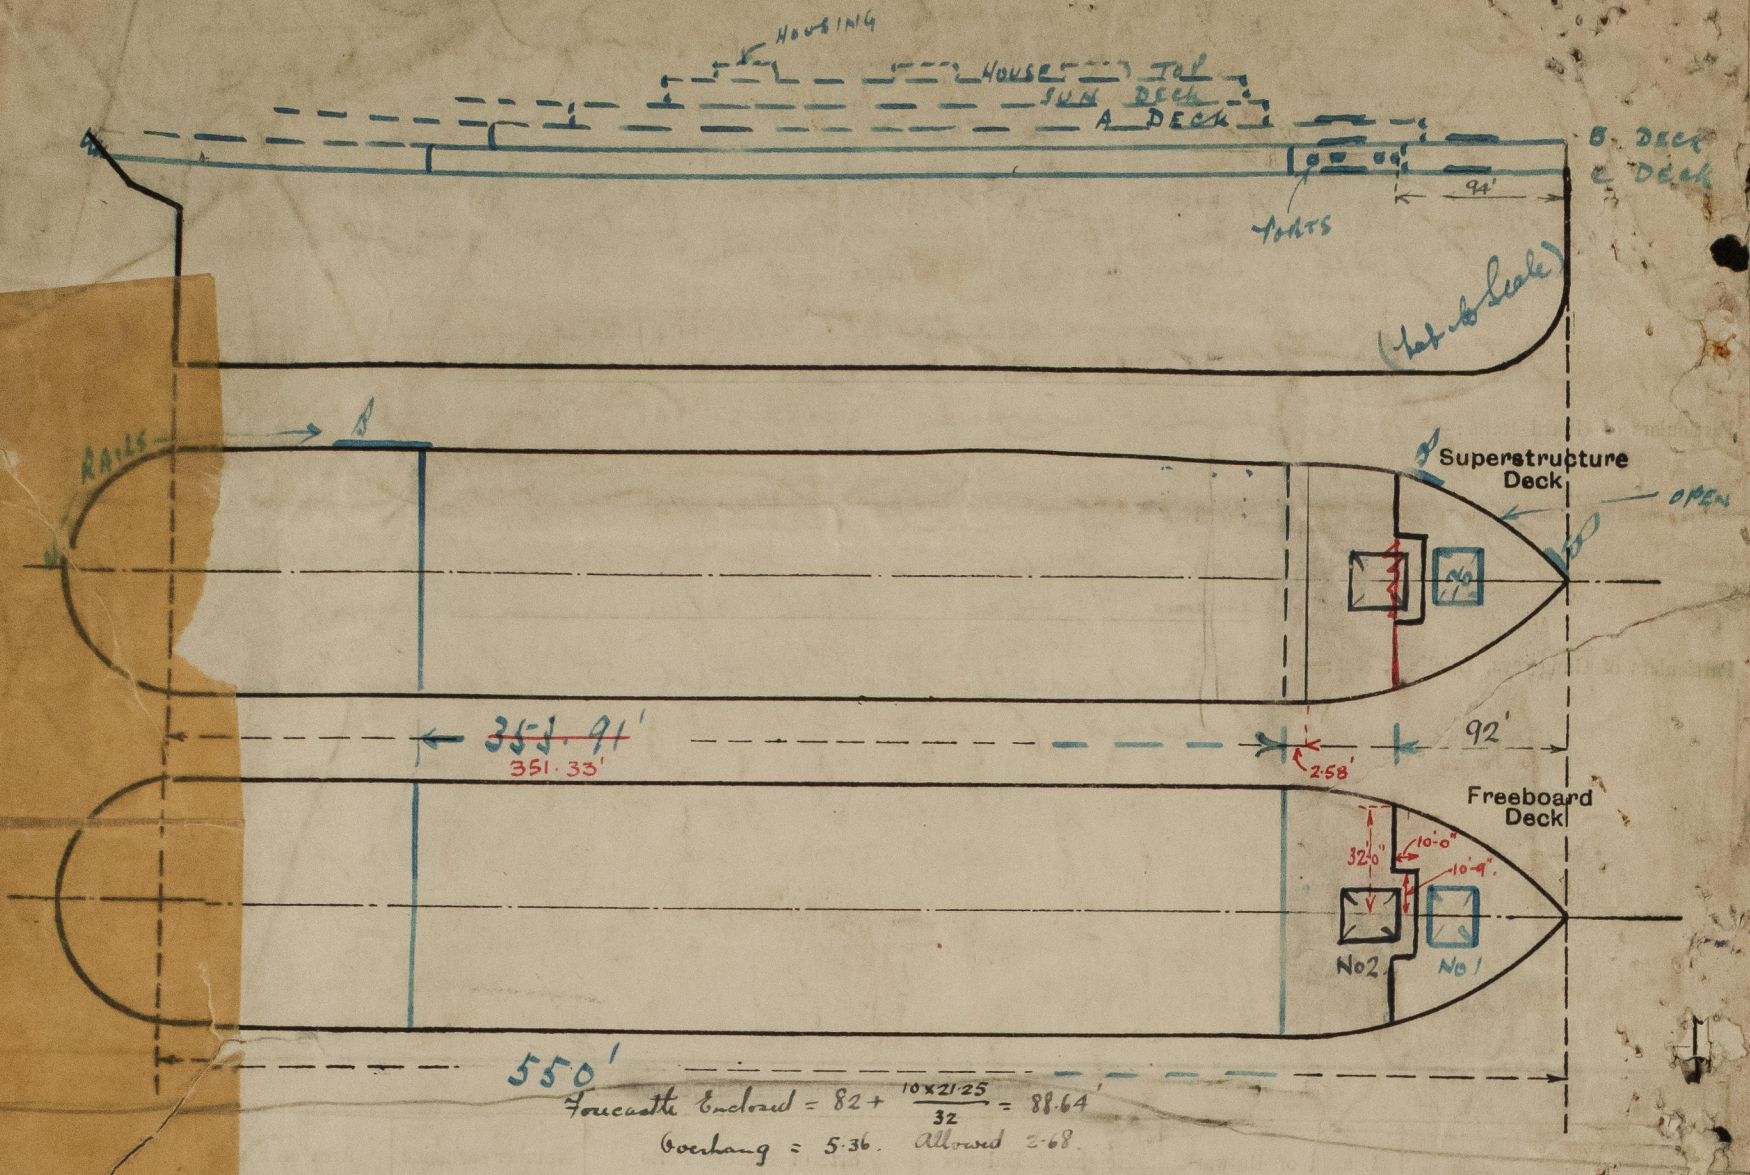 HOUSING
HOUSE TOP
SUN DECK
A DECK
B DECK
C DECK
94'
PORTS
(Not to Scale)
RAILS
Superstructure
Deck
OPEN
353.91'
351.33'
2.58'
92'
Freeboard
Deck
32'0"
10'-0"
10'-9".
No2
No1
550'
Forecastle Enclosed = 82 + 10 x 21.25 / 32 = 88.64'
Overhang = 5.36. Allowed 2.68.